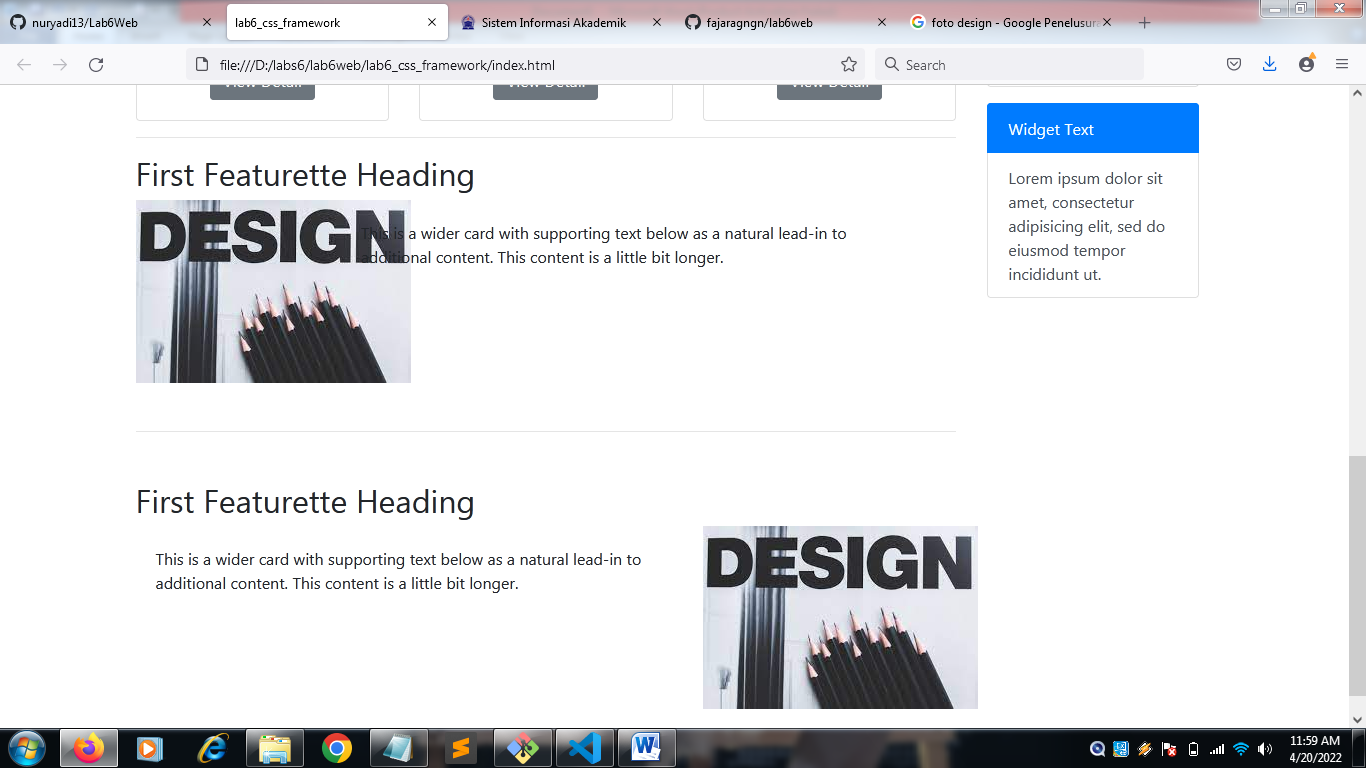 nuryadi13/Lab6Web
lab6_css_framework
Sistem Informasi Akademik
fajaragngn/lab6web
foto design - Google Penelusura
file:///D:/labs6/lab6web/lab6_css_framework/index.html
Search
View Detail
View Detail
View Detail
First Featurette Heading
DESIGN
This is a wider card with supporting text below as a natural lead-in to
additional content. This content is a little bit longer.
Widget Text
Lorem ipsum dolor sit
amet, consectetur
adipisicing elit, sed do
eiusmod tempor
incididunt ut.
First Featurette Heading
This is a wider card with supporting text below as a natural lead-in to
additional content. This content is a little bit longer.
DESIGN
11:59 AM
4/20/2022